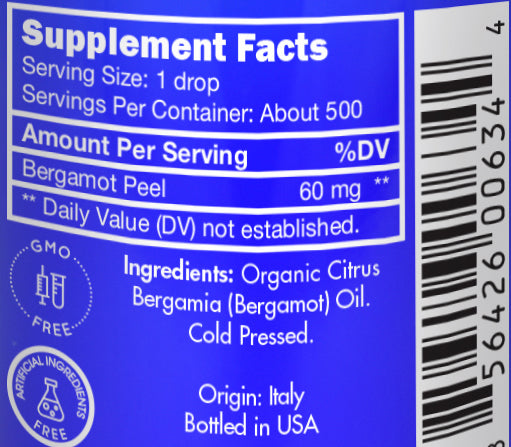 Supplement Facts
Serving Size: 1 drop
Servings Per Container: About 500
Amount Per Serving %DV
Bergamot Peel 60 mg **
** Daily Value (DV) not established.
GMO
FREE
Ingredients: Organic Citrus
Bergamia (Bergamot) Oil.
Cold Pressed.
ARTIFICIAL INGREDIENTS
FREE
Origin: Italy
Bottled in USA
56426 00634 4